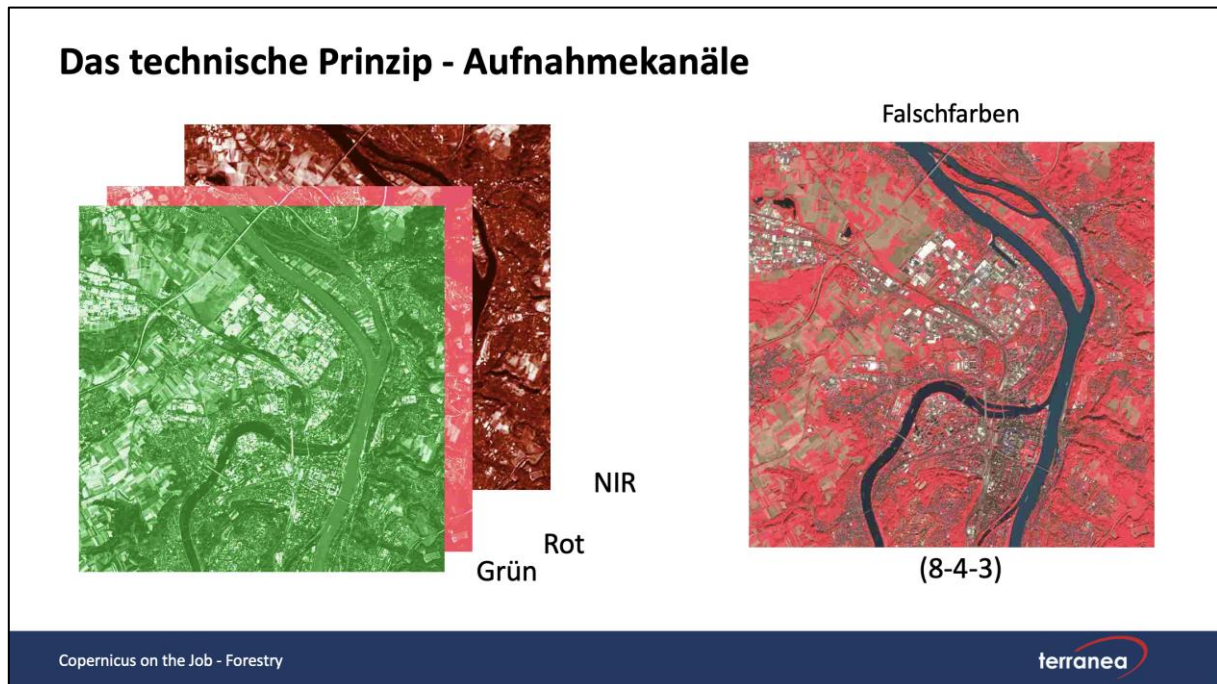 Das technische Prinzip - Aufnahmekanäle
Falschfarben
NIR
Rot
Grün
(8-4-3)
Copernicus on the Job - Forestry
terranea